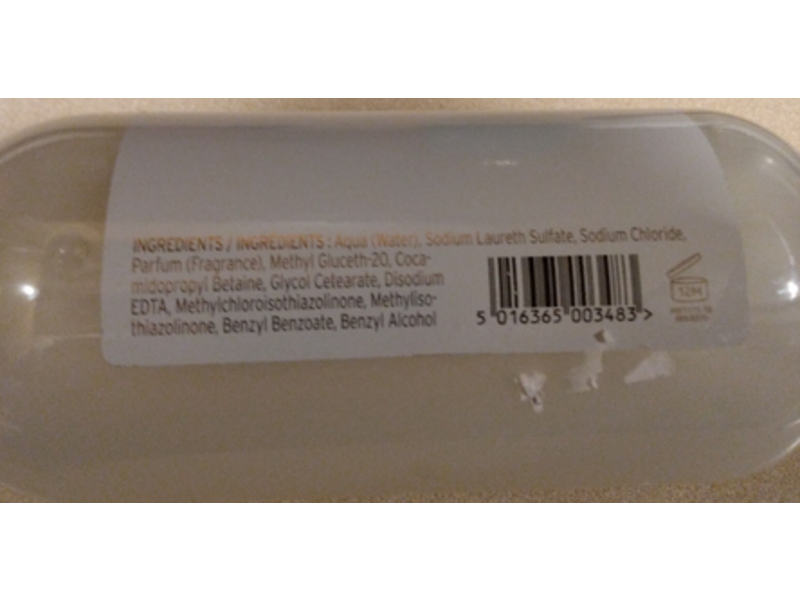 INGREDIENTS / INGRÉDIENTS : Aqua (Water), Sodium Laureth Sulfate, Sodium Chloride,
Parfum (Fragrance), Methyl Gluceth-20, Coca-
midopropyl Betaine, Glycol Cetearate, Disodium
EDTA, Methylchloroisothiazolinone, Methyliso-
thiazolinone, Benzyl Benzoate, Benzyl Alcohol
5 016365 003483 >
12M